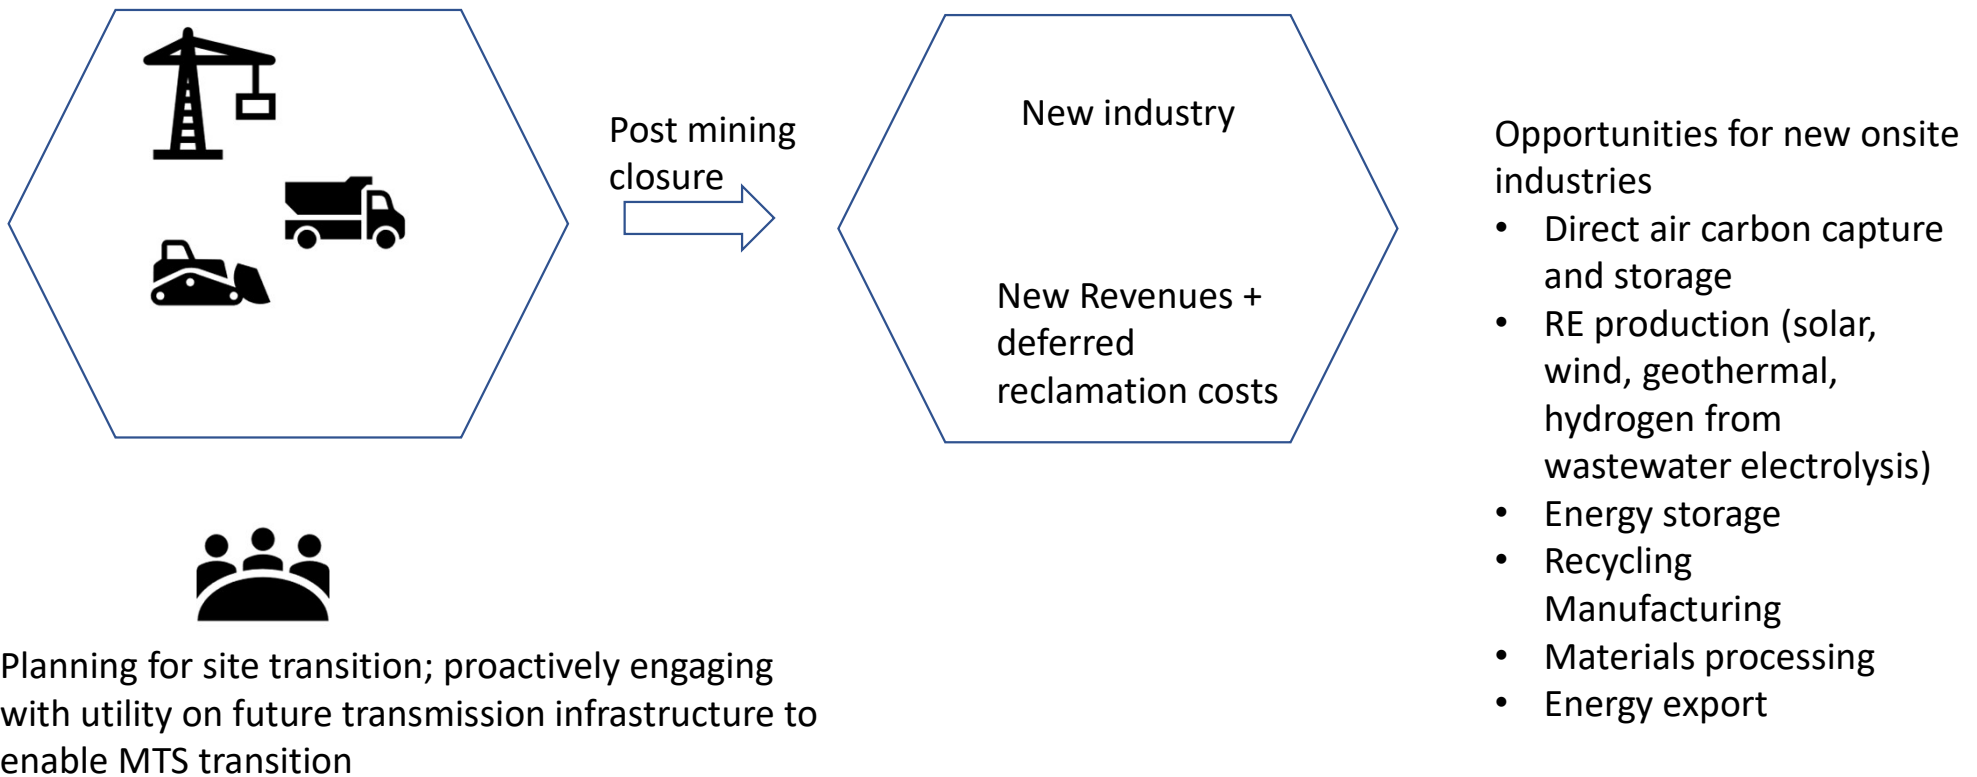 Post mining
closure
New industry
New Revenues +
deferred
reclamation costs
Opportunities for new onsite
industries
• Direct air carbon capture
and storage
• RE production (solar,
wind, geothermal,
hydrogen from
wastewater electrolysis)
• Energy storage
• Recycling
Manufacturing
• Materials processing
• Energy export
Planning for site transition; proactively engaging
with utility on future transmission infrastructure to
enable MTS transition